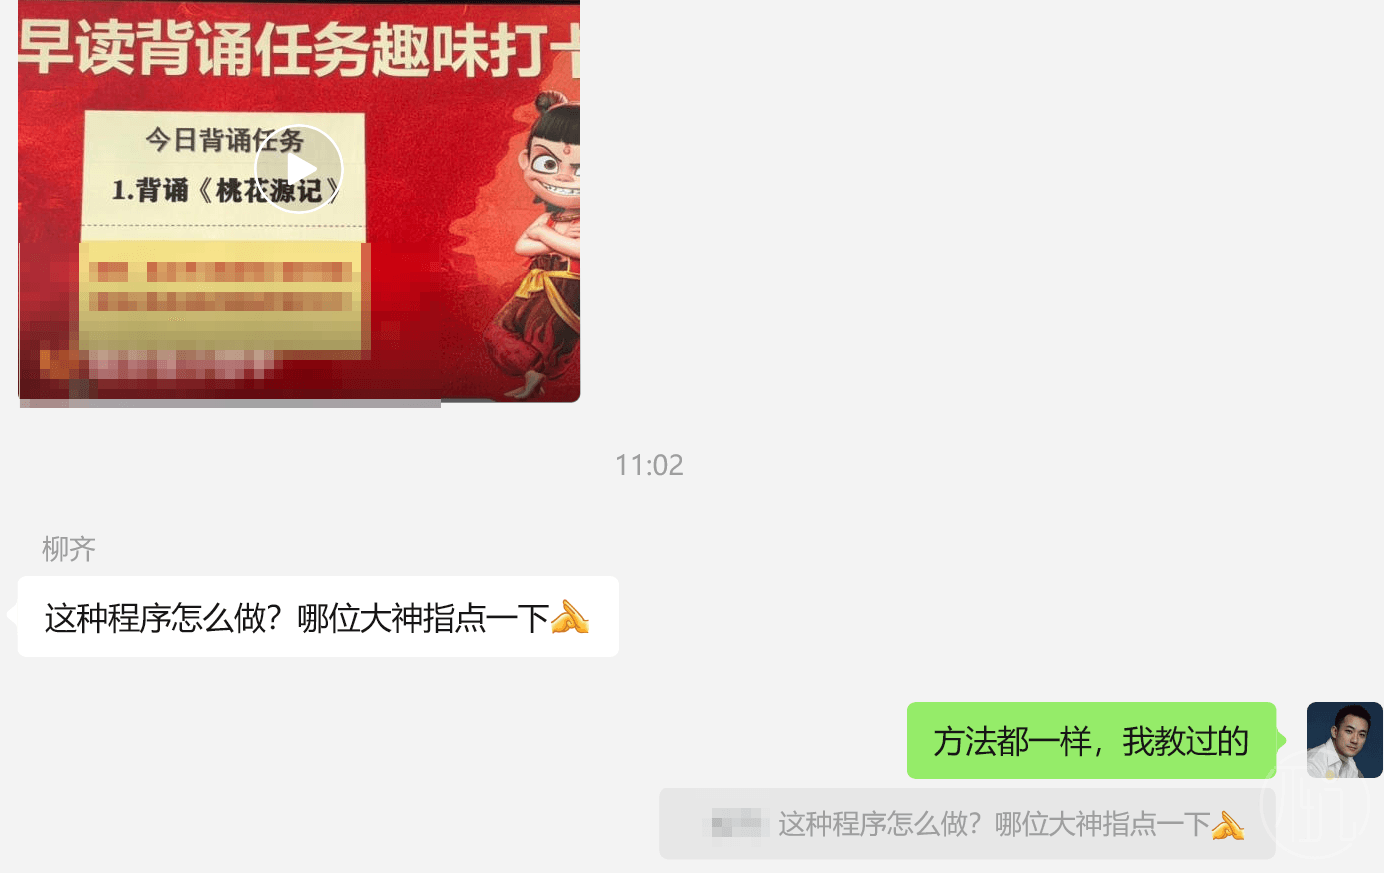 早读背诵任务趣味打卡
今日背诵任务
1.背诵《桃花源记》
11:02
柳齐
这种程序怎么做？哪位大神指点一下
方法都一样，我教过的
这种程序怎么做？哪位大神指点一下